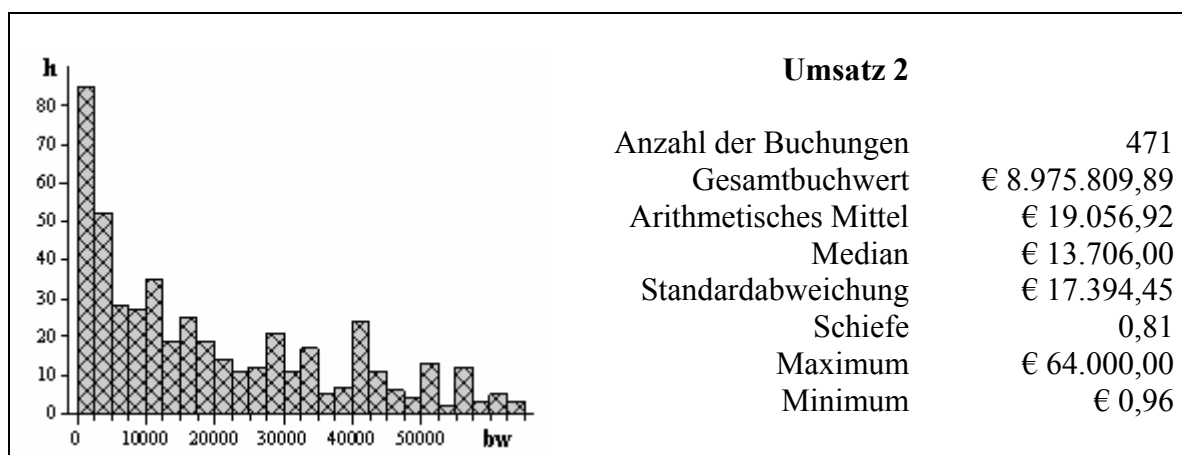 h
80
70
60
50
40
30
20
10
0
0 10000 20000 30000 40000 50000 bw
Umsatz 2
Anzahl der Buchungen 471
Gesamtbuchwert € 8.975.809,89
Arithmetisches Mittel € 19.056,92
Median € 13.706,00
Standardabweichung € 17.394,45
Schiefe 0,81
Maximum € 64.000,00
Minimum € 0,96